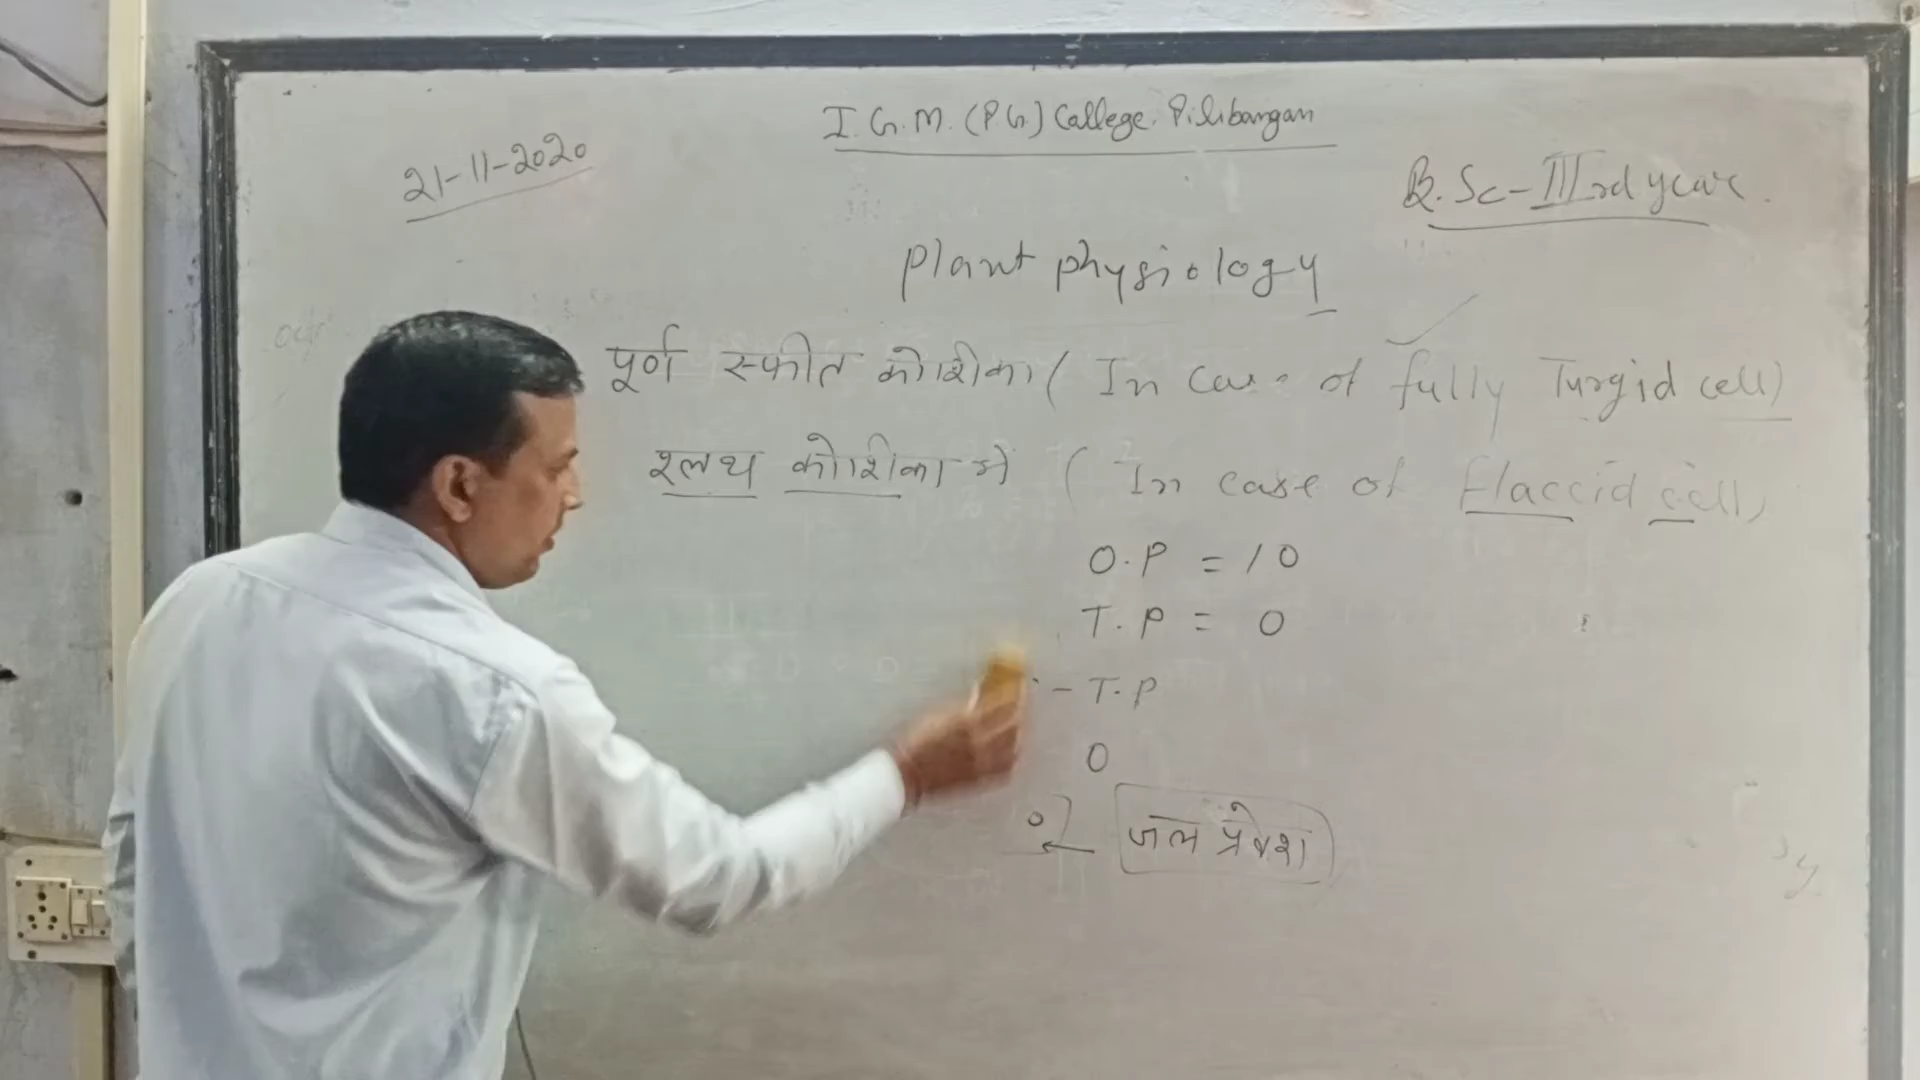 I.G.M. (P.G.) College. Pilibangan
21-11-2020
B.Sc - IIIrd year
Plant physiology
पूर्ण स्फीत कोशिका ( In case of fully Turgid cell)
श्लथ कोशिका में ( In case of flaccid cell)
O.P = 10
T.P = 0
- T.P
0
जल प्रवेश